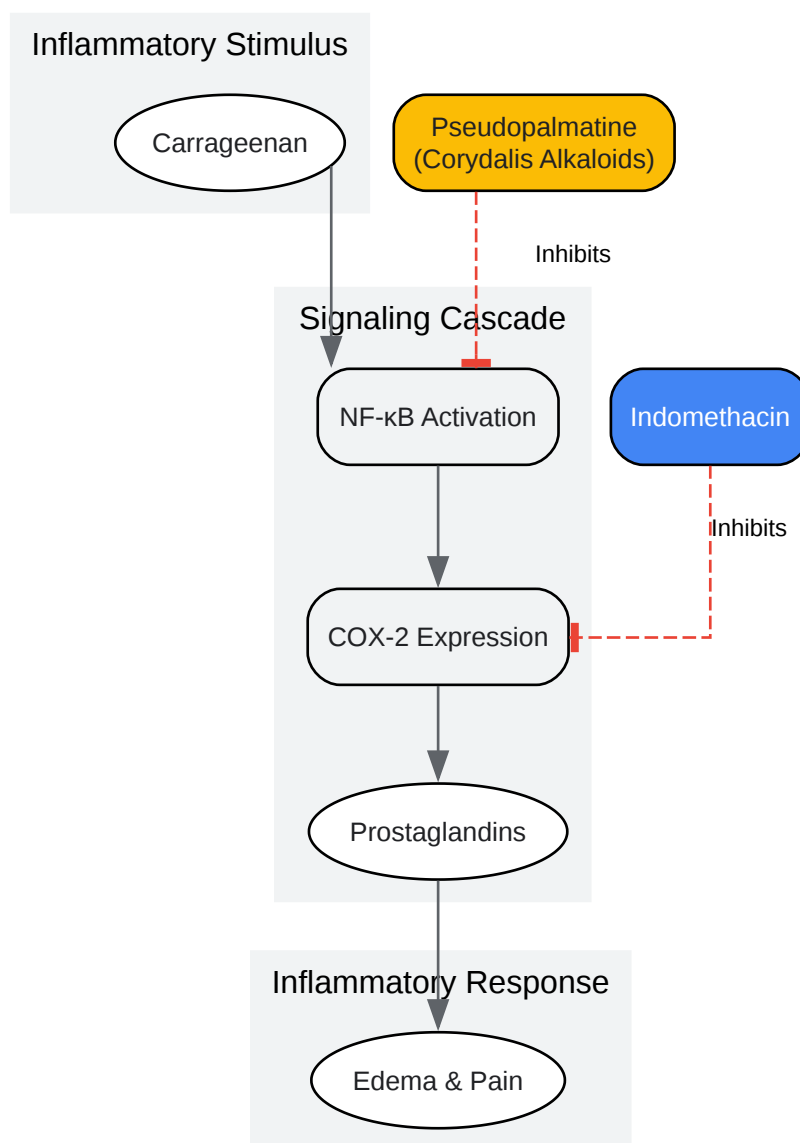 Inflammatory Stimulus
Carrageenan
Pseudopalmatine
(Corydalis Alkaloids)
Inhibits
Signaling Cascade
NF-κB Activation
Indomethacin
Inhibits
COX-2 Expression
Prostaglandins
Inflammatory Response
Edema & Pain